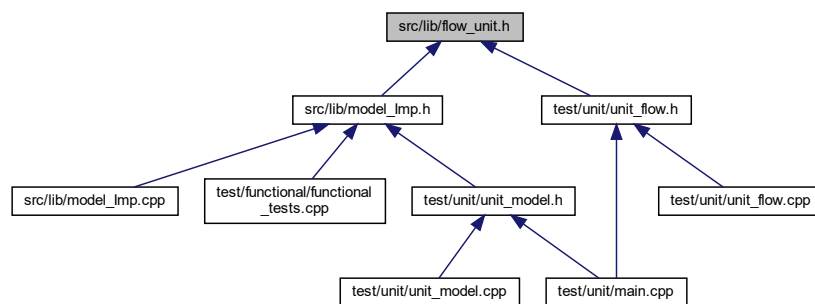 src/lib/flow_unit.h
src/lib/model_Imp.h
test/unit/unit_flow.h
src/lib/model_Imp.cpp
test/functional/functional
_tests.cpp
test/unit/unit_model.h
test/unit/unit_flow.cpp
test/unit/unit_model.cpp
test/unit/main.cpp